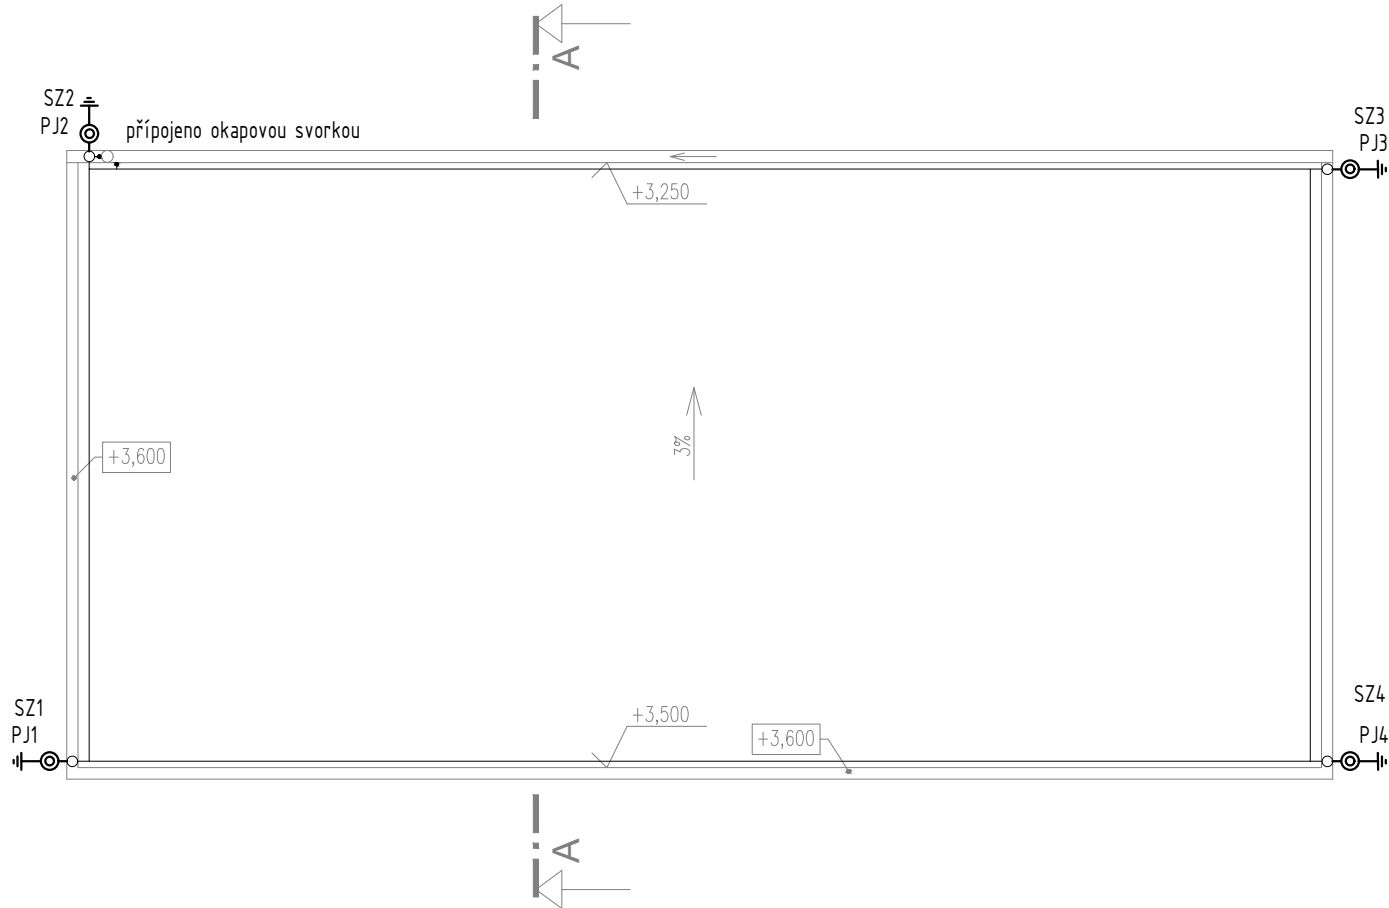 A
SZ2
PJ2
přípojeno okapovou svorkou
SZ3
PJ3
+3,250
3%
+3,600
SZ1
PJ1
+3,500
+3,600
SZ4
PJ4
A